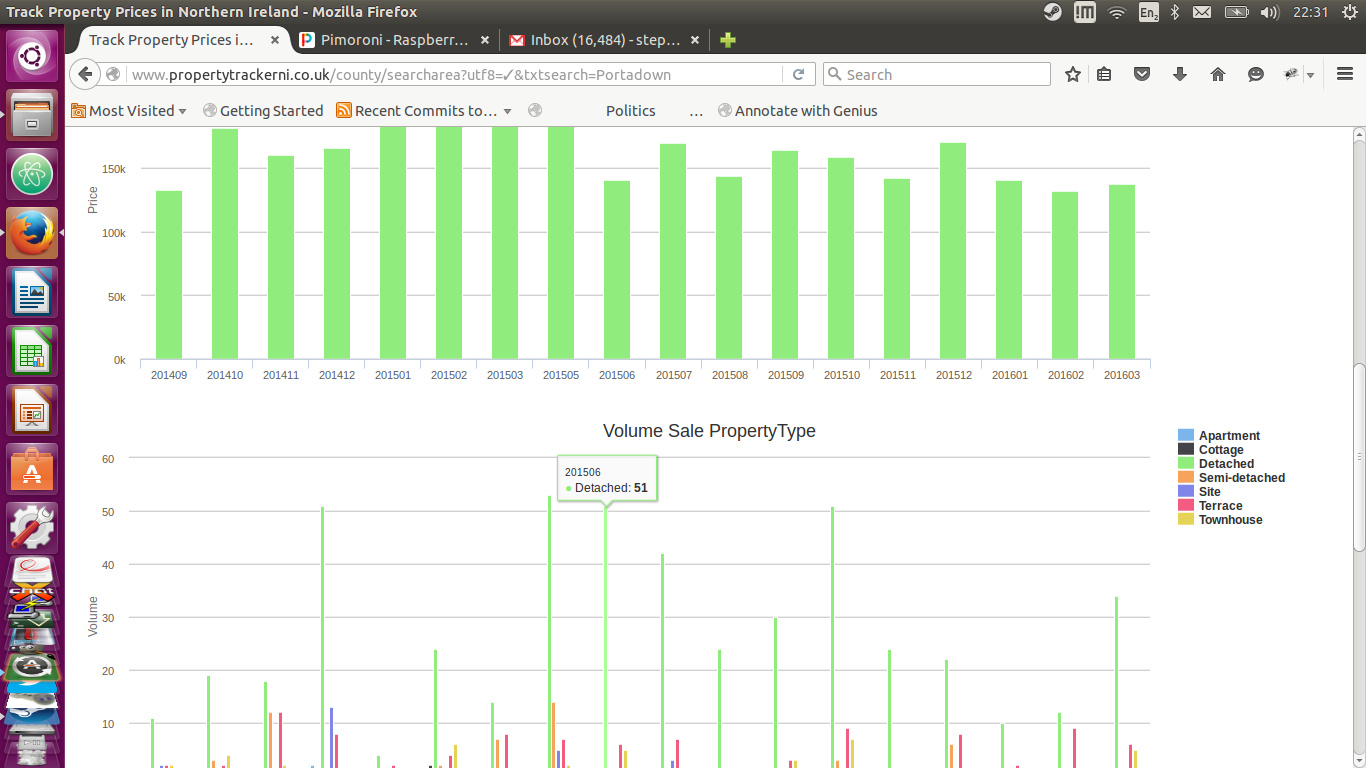 Track Property Prices in Northern Ireland - Mozilla Firefox
!m En2 22:31
Track Property Prices i… × Pimoroni - Raspberr… × Inbox (16,484) - step… ×
www.propertytrackerni.co.uk/county/searcharea?utf8=✓&txtsearch=Portadown Search
Most Visited Getting Started Recent Commits to… Politics … Annotate with Genius
150k
100k
50k
0k
Price
201409 201410 201411 201412 201501 201502 201503 201505 201506 201507 201508 201509 201510 201511 201512 201601 201602 201603
Volume Sale PropertyType
60
50
40
30
20
10
Volume
201506
Detached: 51
Apartment
Cottage
Detached
Semi-detached
Site
Terrace
Townhouse